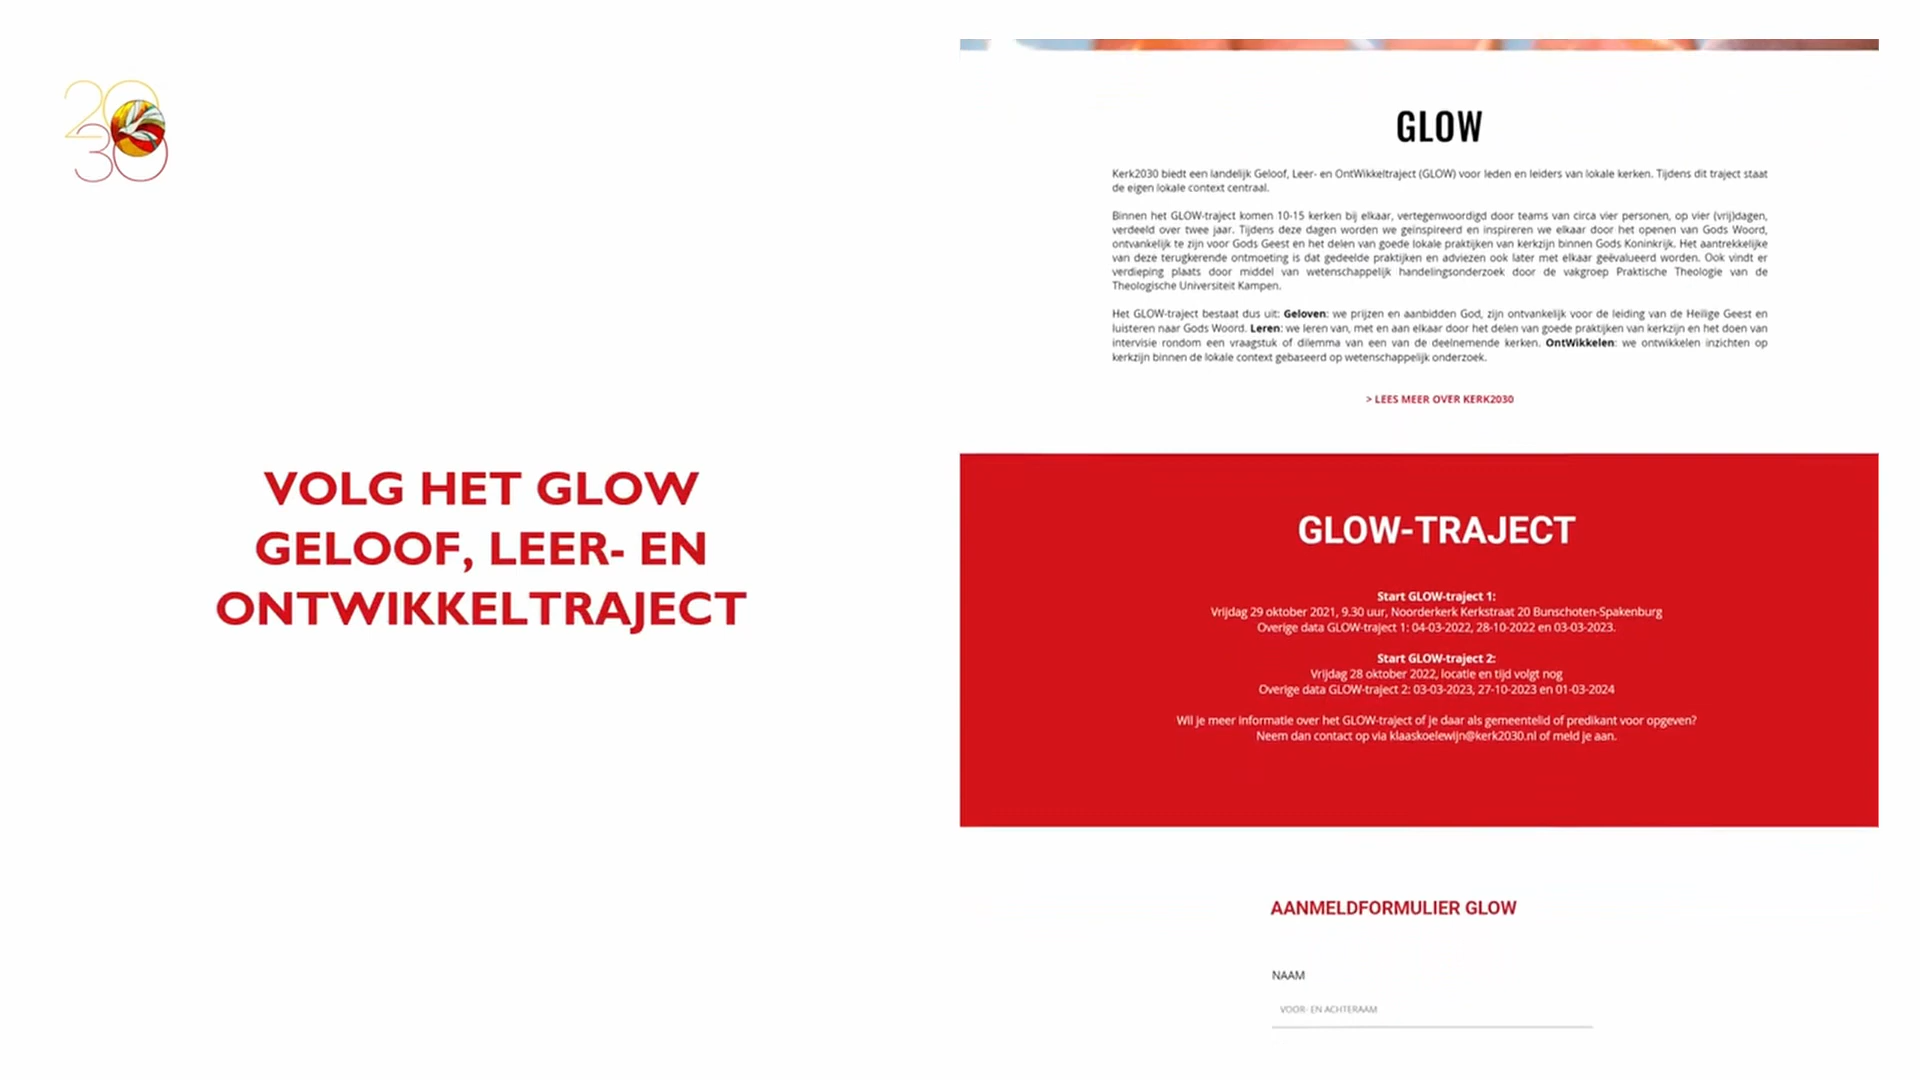 20
30
VOLG HET GLOW
GELOOF, LEER- EN
ONTWIKKELTRAJECT
GLOW
Kerk2030 biedt een landelijk Geloof, Leer- en OntWikkeltraject (GLOW) voor leden en leiders van lokale kerken. Tijdens dit traject staat
de eigen lokale context centraal.
Binnen het GLOW-traject komen 10-15 kerken bij elkaar, vertegenwoordigd door teams van circa vier personen, op vier (vrij)dagen,
verdeeld over twee jaar. Tijdens deze dagen worden we geïnspireerd en inspireren we elkaar door het openen van Gods Woord,
ontvankelijk te zijn voor Gods Geest en het delen van goede lokale praktijken van kerkzijn binnen Gods Koninkrijk. Het aantrekkelijke
van deze terugkerende ontmoeting is dat gedeelde praktijken en adviezen ook later met elkaar geëvalueerd worden. Ook vindt er
verdieping plaats door middel van wetenschappelijk handelingsonderzoek door de vakgroep Praktische Theologie van de
Theologische Universiteit Kampen.
Het GLOW-traject bestaat dus uit: Geloven: we prijzen en aanbidden God, zijn ontvankelijk voor de leiding van de Heilige Geest en
luisteren naar Gods Woord. Leren: we leren van, met en aan elkaar door het delen van goede praktijken van kerkzijn en het doen van
intervisie rondom een vraagstuk of dilemma van een van de deelnemende kerken. OntWikkelen: we ontwikkelen inzichten op
kerkzijn binnen de lokale context gebaseerd op wetenschappelijk onderzoek.
> LEES MEER OVER KERK2030
GLOW-TRAJECT
Start GLOW-traject 1:
Vrijdag 29 oktober 2021, 9.30 uur, Noorderkerk Kerkstraat 20 Bunschoten-Spakenburg
Overige data GLOW-traject 1: 04-03-2022, 28-10-2022 en 03-03-2023.
Start GLOW-traject 2:
Vrijdag 28 oktober 2022, locatie en tijd volgt nog
Overige data GLOW-traject 2: 03-03-2023, 27-10-2023 en 01-03-2024
Wil je meer informatie over het GLOW-traject of je daar als gemeentelid of predikant voor opgeven?
Neem dan contact op via klaaskoelewijn@kerk2030.nl of meld je aan.
AANMELDFORMULIER GLOW
NAAM
VOOR- EN ACHTERAAM